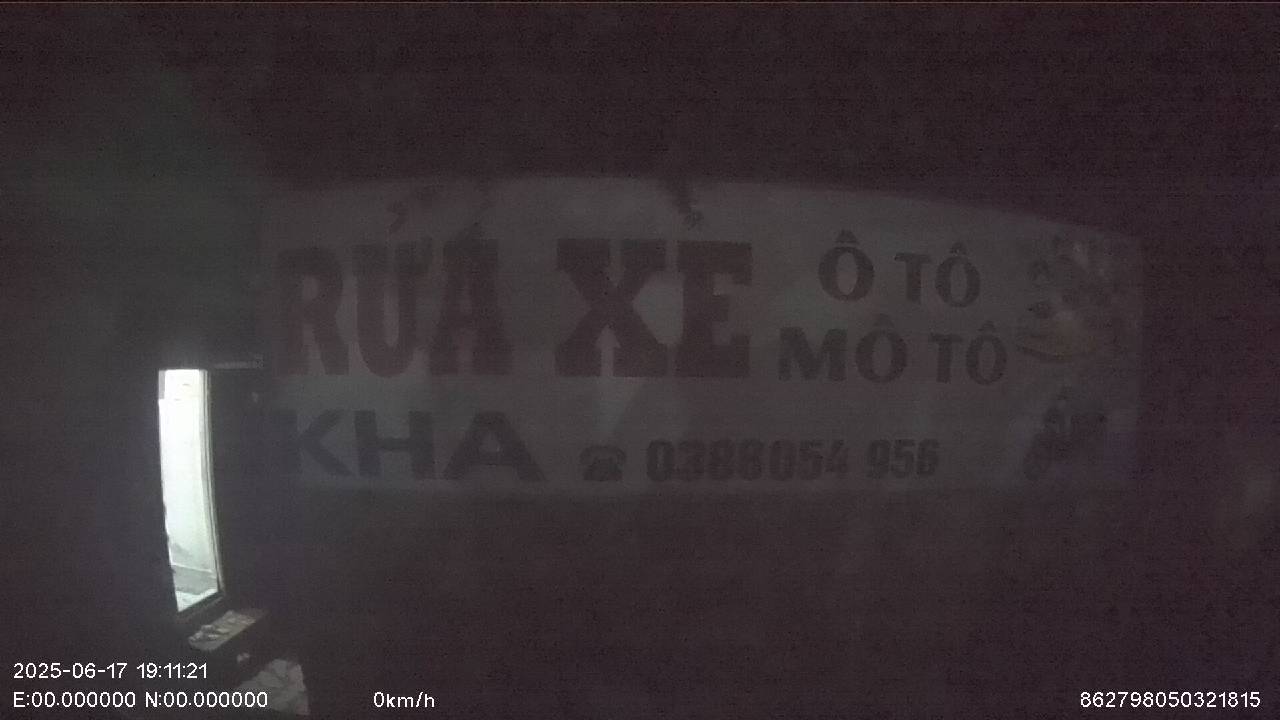 RỬA XE
Ô TÔ
MÔ TÔ
KHA ☎ 0386054 956
2025-06-17 19:11:21
E:00.000000 N:00.000000 0km/h 862798050321815